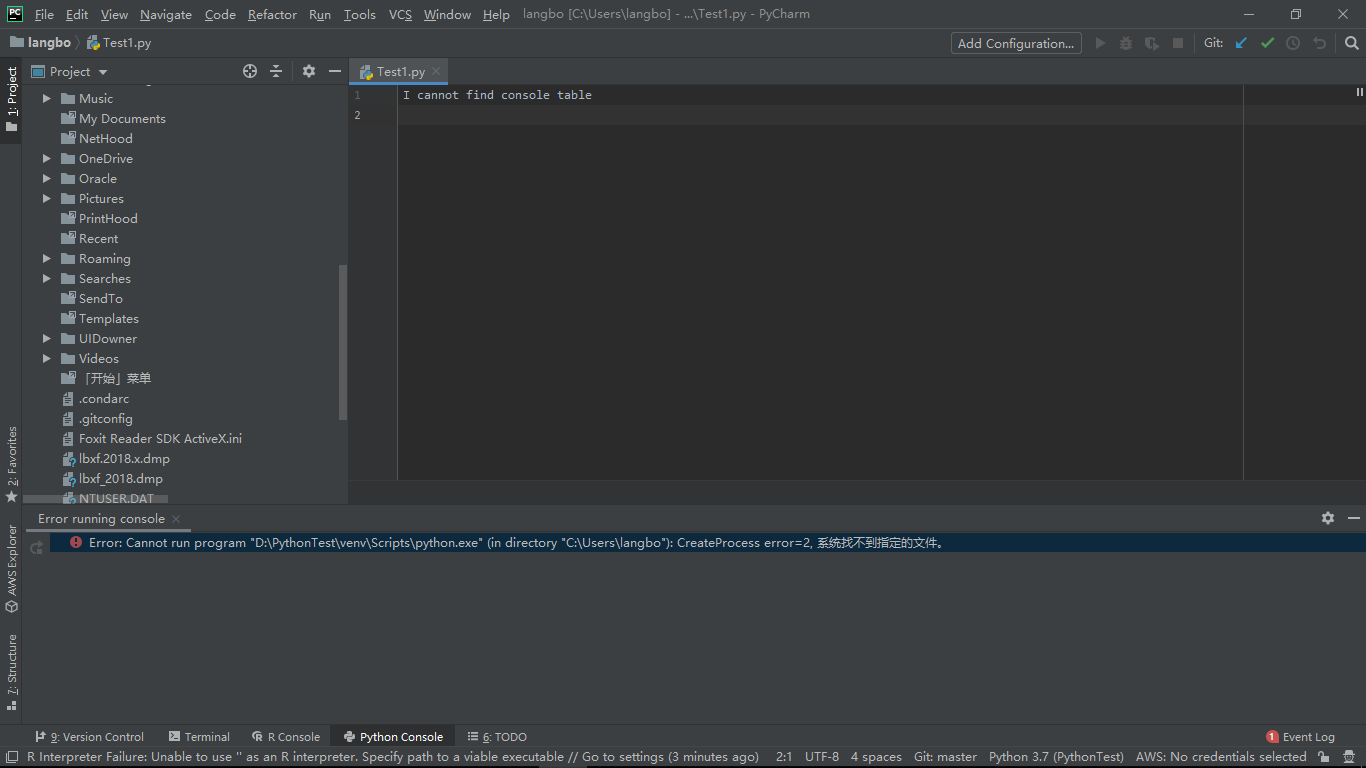 PC File Edit View Navigate Code Refactor Run Tools VCS Window Help langbo [C:\Users\langbo] - ...\Test1.py - PyCharm
langbo Test1.py Add Configuration... Git:
1: Project
Project
Music
My Documents
NetHood
OneDrive
Oracle
Pictures
PrintHood
Recent
Roaming
Searches
SendTo
Templates
UIDowner
Videos
「开始」菜单
.condarc
.gitconfig
Foxit Reader SDK ActiveX.ini
lbxf.2018.x.dmp
lbxf_2018.dmp
NTUSER.DAT
Test1.py
1 I cannot find console table
2
2: Favorites
AWS Explorer
7: Structure
Error running console
Error: Cannot run program "D:\PythonTest\venv\Scripts\python.exe" (in directory "C:\Users\langbo"): CreateProcess error=2, 系统找不到指定的文件。
9: Version Control Terminal R Console Python Console 6: TODO 1 Event Log
R Interpreter Failure: Unable to use '' as an R interpreter. Specify path to a viable executable // Go to settings (3 minutes ago) 2:1 UTF-8 4 spaces Git: master Python 3.7 (PythonTest) AWS: No credentials selected